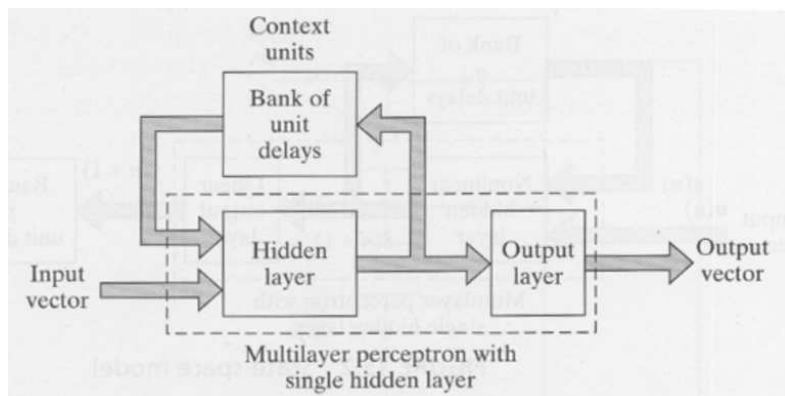 Context
units
Bank of
unit
delays
Hidden
layer
Output
layer
Input
vector
Output
vector
Multilayer perceptron with
single hidden layer